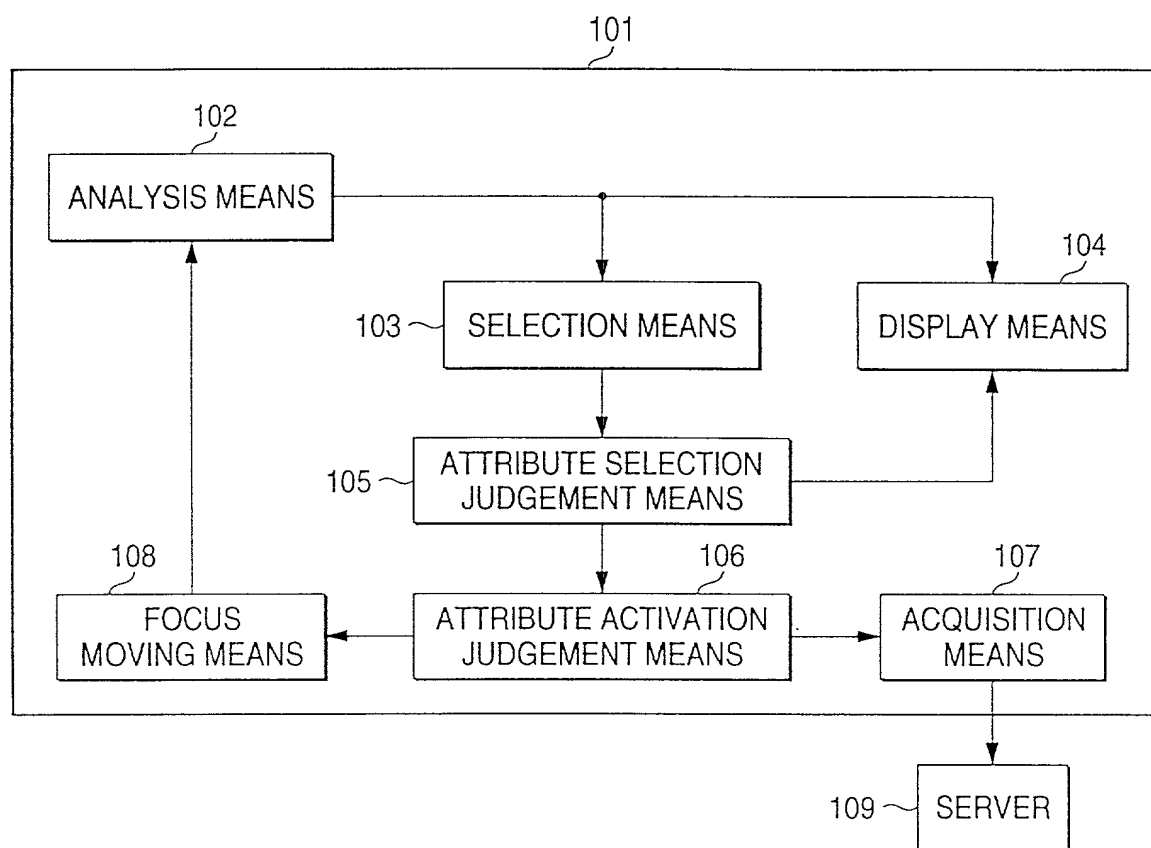 101
102
ANALYSIS MEANS
104
103
SELECTION MEANS
DISPLAY MEANS
105
ATTRIBUTE SELECTION
JUDGEMENT MEANS
108
106
107
FOCUS
MOVING MEANS
ATTRIBUTE ACTIVATION
JUDGEMENT MEANS
ACQUISITION
MEANS
109
SERVER